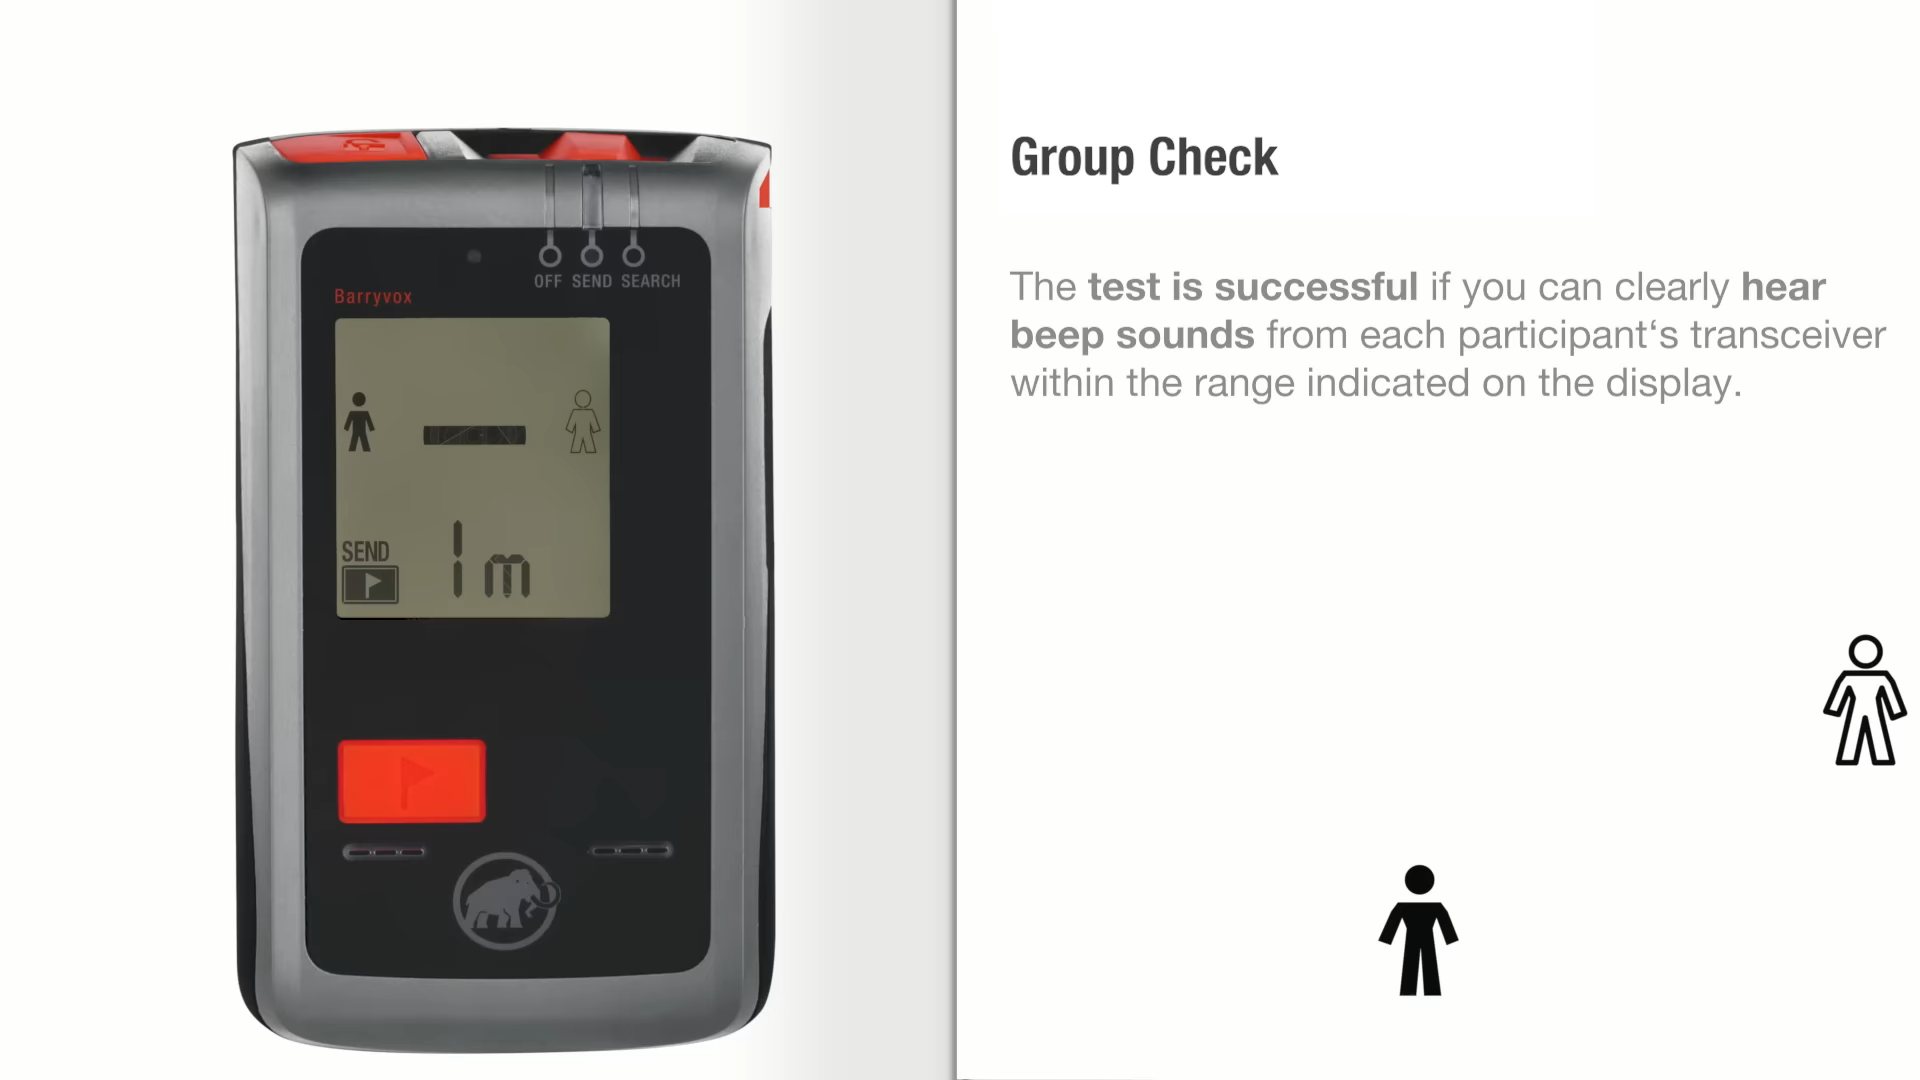 OFF SEND SEARCH
Barryvox
SEND
1 m
Group Check
The test is successful if you can clearly hear
beep sounds from each participant‘s transceiver
within the range indicated on the display.